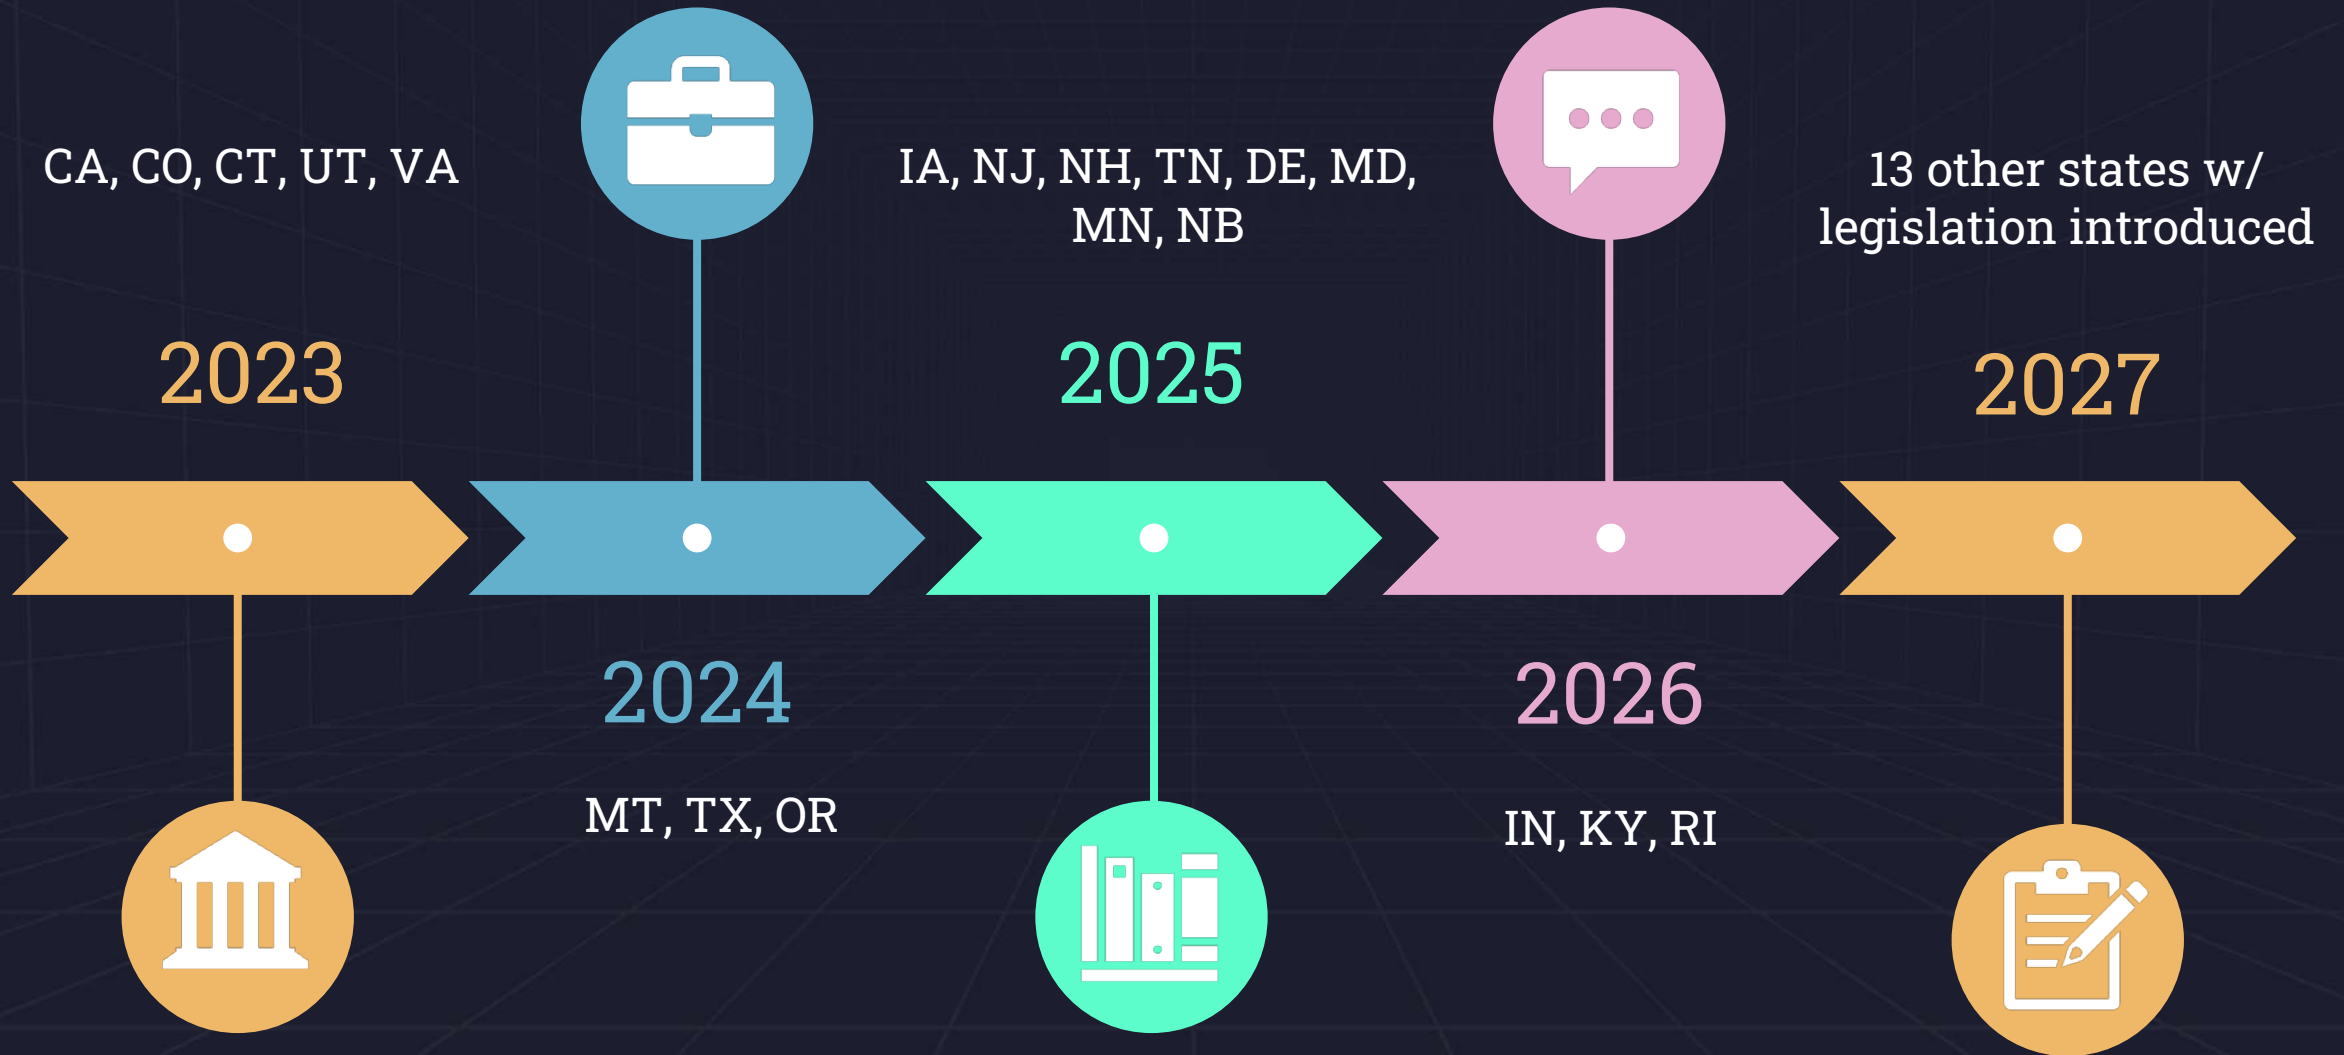 CA, CO, CT, UT, VA
2023
2024
MT, TX, OR
IA, NJ, NH, TN, DE, MD,
MN, NB
2025
2026
IN, KY, RI
13 other states w/
legislation introduced
2027